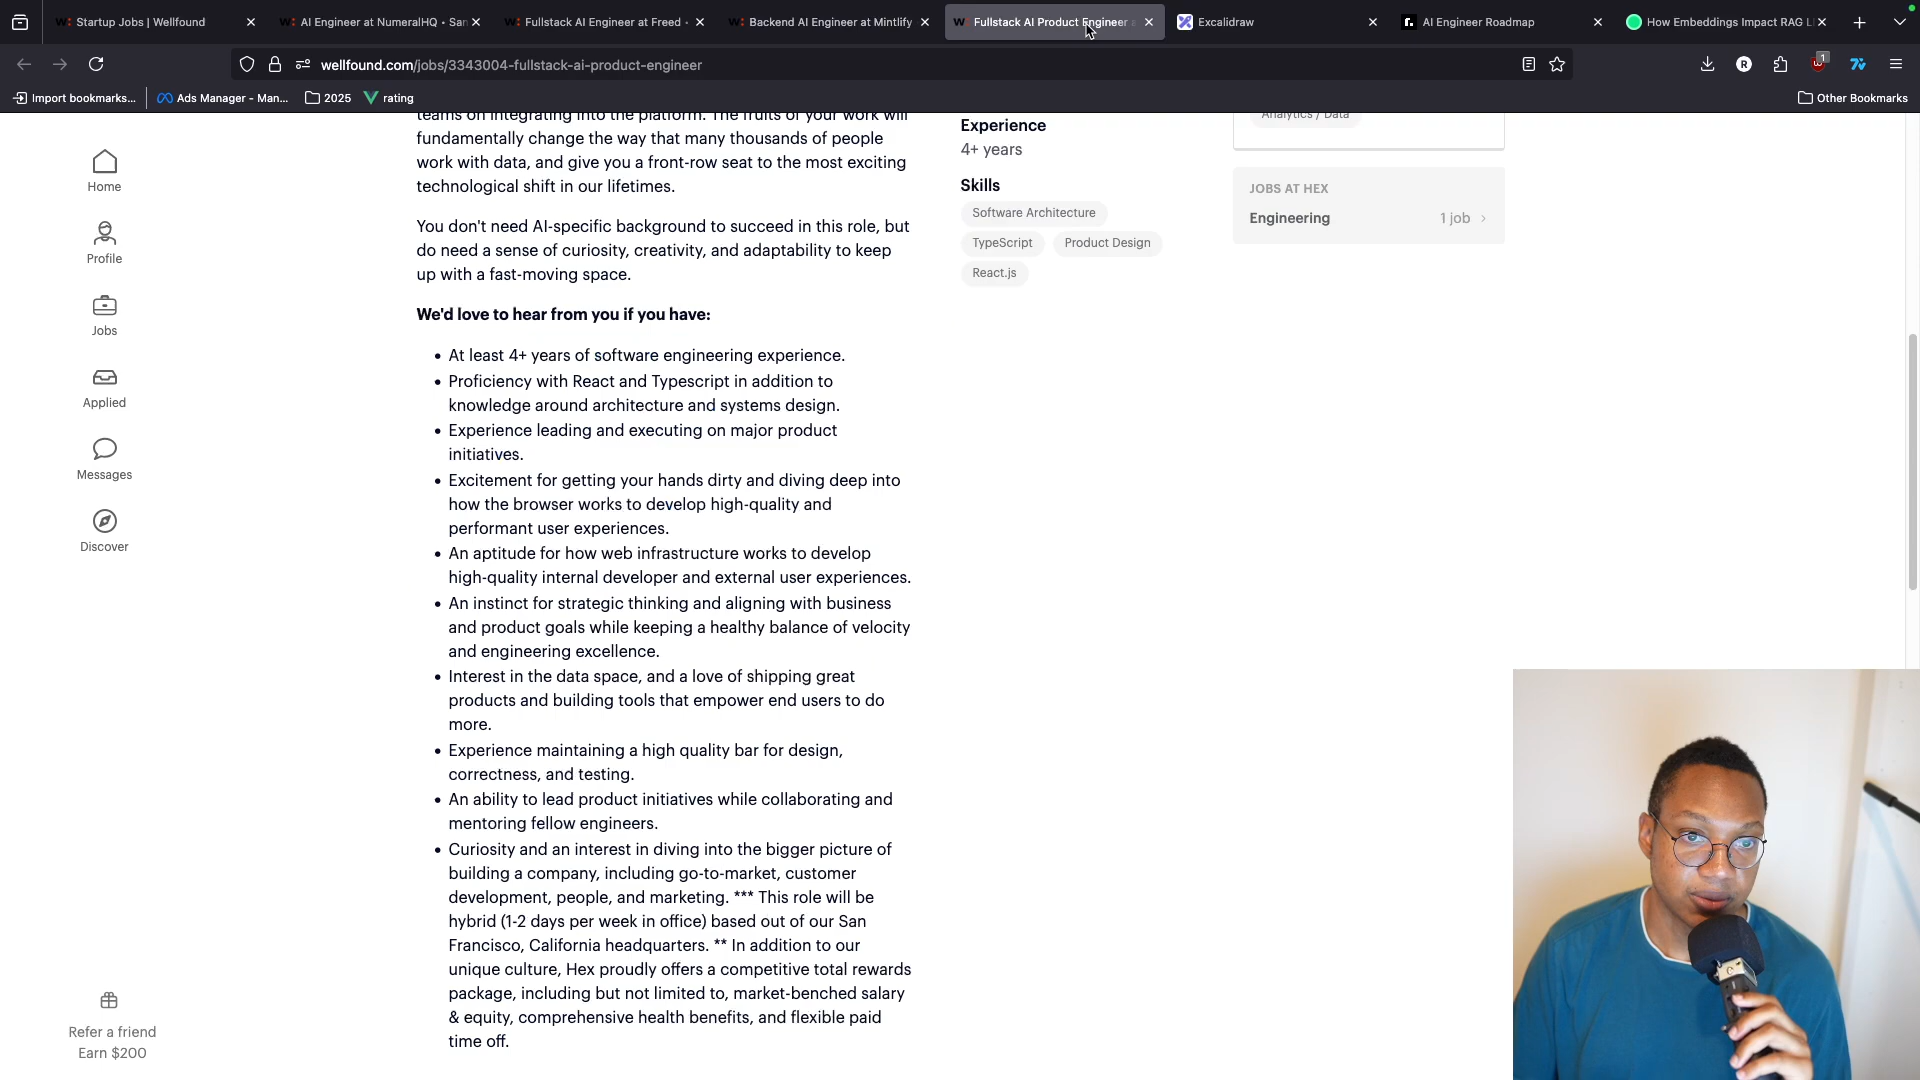 Startup Jobs | Wellfound
AI Engineer at NumeralHQ • San
Fullstack AI Engineer at Freed •
Backend AI Engineer at Mintlify
Fullstack AI Product Engineer
Excalidraw
AI Engineer Roadmap
How Embeddings Impact RAG L
wellfound.com/jobs/3343004-fullstack-ai-product-engineer
R
1
Import bookmarks...
Ads Manager - Man...
2025
rating
Other Bookmarks
Home
Profile
Jobs
Applied
Messages
Discover
Refer a friend
Earn $200
teams on integrating into the platform. The fruits of your work will
fundamentally change the way that many thousands of people
work with data, and give you a front-row seat to the most exciting
technological shift in our lifetimes.
You don't need AI-specific background to succeed in this role, but
do need a sense of curiosity, creativity, and adaptability to keep
up with a fast-moving space.
We'd love to hear from you if you have:
• At least 4+ years of software engineering experience.
• Proficiency with React and Typescript in addition to
knowledge around architecture and systems design.
• Experience leading and executing on major product
initiatives.
• Excitement for getting your hands dirty and diving deep into
how the browser works to develop high-quality and
performant user experiences.
• An aptitude for how web infrastructure works to develop
high-quality internal developer and external user experiences.
• An instinct for strategic thinking and aligning with business
and product goals while keeping a healthy balance of velocity
and engineering excellence.
• Interest in the data space, and a love of shipping great
products and building tools that empower end users to do
more.
• Experience maintaining a high quality bar for design,
correctness, and testing.
• An ability to lead product initiatives while collaborating and
mentoring fellow engineers.
• Curiosity and an interest in diving into the bigger picture of
building a company, including go-to-market, customer
development, people, and marketing. *** This role will be
hybrid (1-2 days per week in office) based out of our San
Francisco, California headquarters. ** In addition to our
unique culture, Hex proudly offers a competitive total rewards
package, including but not limited to, market-benched salary
& equity, comprehensive health benefits, and flexible paid
time off.
Experience
4+ years
Skills
Software Architecture
TypeScript
Product Design
React.js
Analytics / Data
JOBS AT HEX
Engineering
1 job